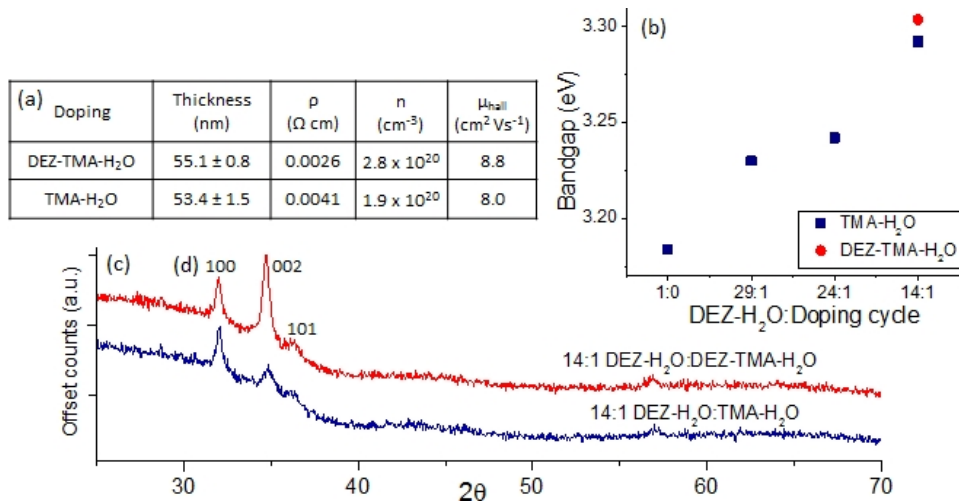 (a)
Doping Thickness (nm) ρ (Ω cm) n (cm⁻³) μhall (cm² Vs⁻¹)
DEZ-TMA-H₂O 55.1 ± 0.8 0.0026 2.8 x 10²⁰ 8.8
TMA-H₂O 53.4 ± 1.5 0.0041 1.9 x 10²⁰ 8.0
(b)
Bandgap (eV)
3.30
3.25
3.20
TMA-H₂O
DEZ-TMA-H₂O
1:0 29:1 24:1 14:1
DEZ-H₂O:Doping cycle
(c) (d)
100 002
101
Offset counts (a.u.)
14:1 DEZ-H₂O:DEZ-TMA-H₂O
14:1 DEZ-H₂O:TMA-H₂O
30 40 50 60 70
2θ